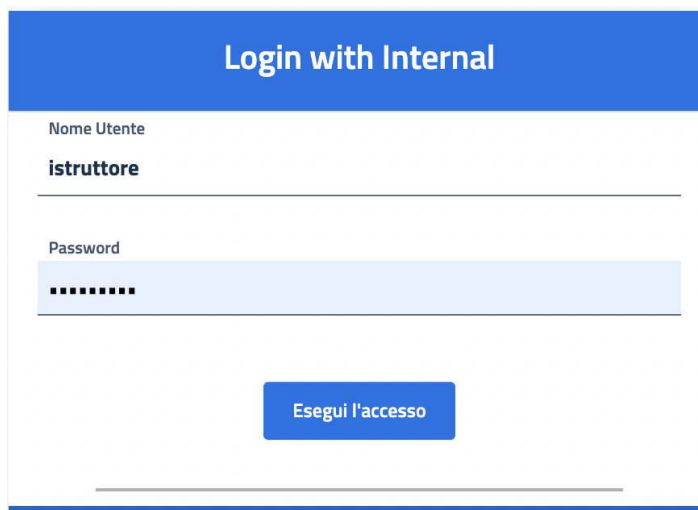 Login with Internal
Nome Utente
istruttore
Password
Esegui l'accesso